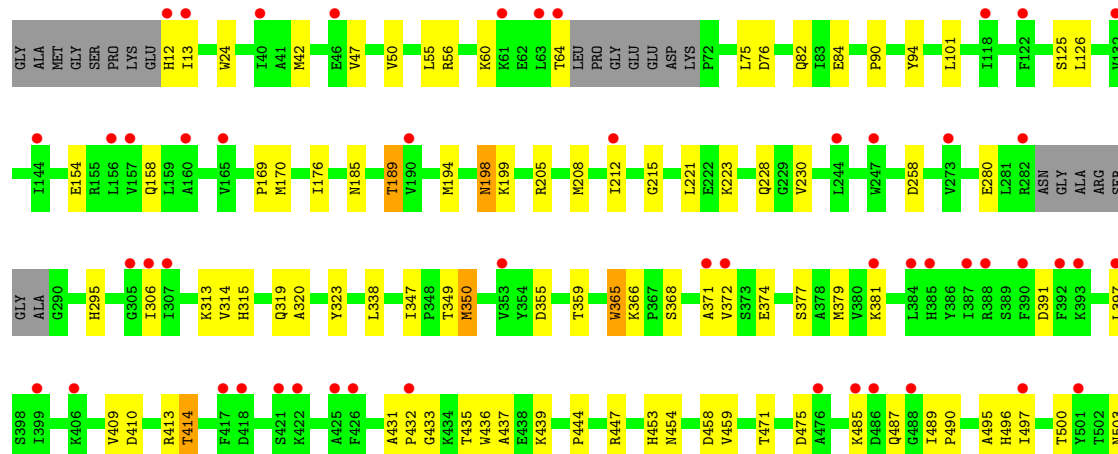 GLY ALA MET GLY SER PRO LYS GLU H12 I13 W24 I40 A41 M42 E46 V47 V50 L55 R56 K60 K61 E62 L63 T64 LEU PRO GLY GLU GLU ASP LYS P72 L75 D76 Q82 I83 E84 P90 Y94 L101 I118 F122 S125 L126 V132
I144 E154 R155 L156 V157 Q158 L159 A160 V165 P169 M170 I176 N185 T189 V190 M194 N198 K199 R205 M208 I212 G215 L221 E222 K223 Q228 G229 V230 L244 W247 D258 V273 E280 L281 R282 ASN GLY ALA ARG SER
GLY ALA G290 H295 G305 I306 I307 K313 V314 H315 Q319 A320 Y323 L338 I347 P348 T349 M350 V353 Y354 D355 T359 W365 K366 P367 S368 A371 V372 S373 E374 S377 A378 M379 V380 K381 L384 H385 Y386 I387 R388 S389 F390 D391 F392 K393 L397
S398 I399 K406 V409 D410 R413 T414 F417 D418 S421 K422 A425 F426 A431 P432 G433 K434 T435 W436 A437 E438 K439 P444 R447 H453 N454 D458 V459 T471 D475 A476 K485 D486 Q487 G488 I489 P490 A495 H496 I497 T500 Y501 T502 N503